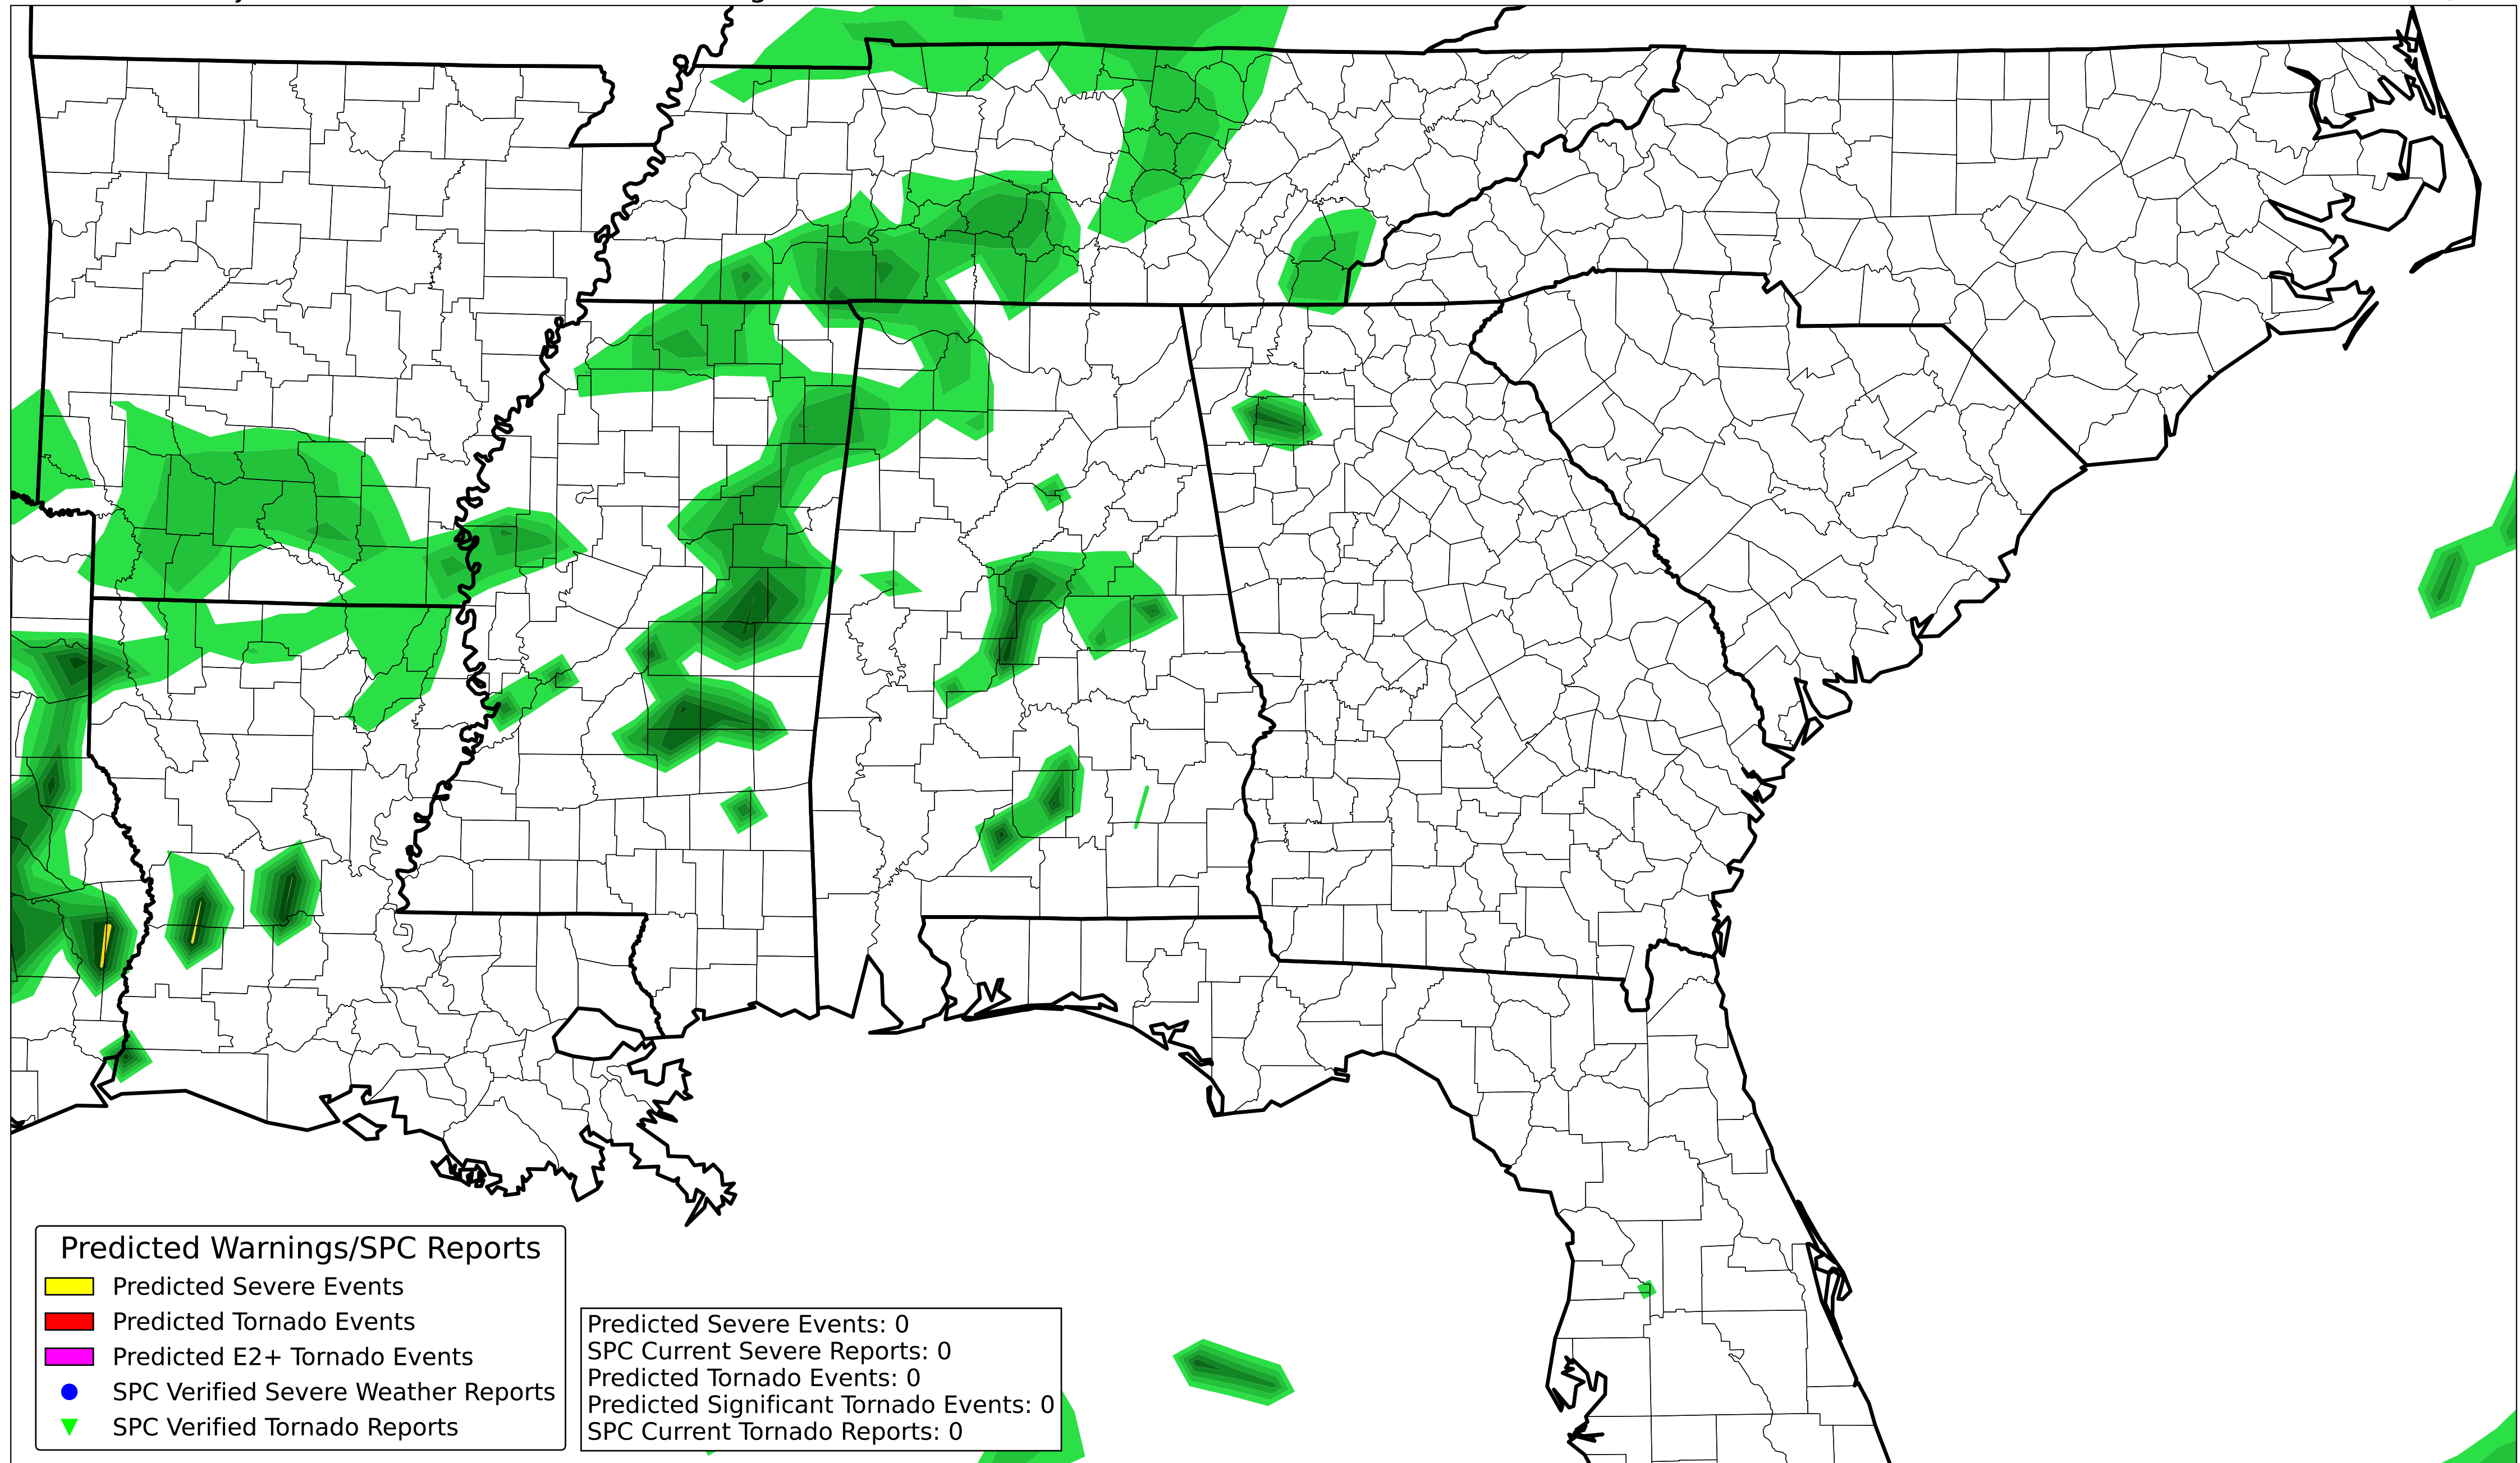 Predicted Warnings/SPC Reports
Predicted Severe Events
Predicted Tornado Events
Predicted E2+ Tornado Events
SPC Verified Severe Weather Reports
SPC Verified Tornado Reports
Predicted Severe Events: 0
SPC Current Severe Reports: 0
Predicted Tornado Events: 0
Predicted Significant Tornado Events: 0
SPC Current Tornado Reports: 0